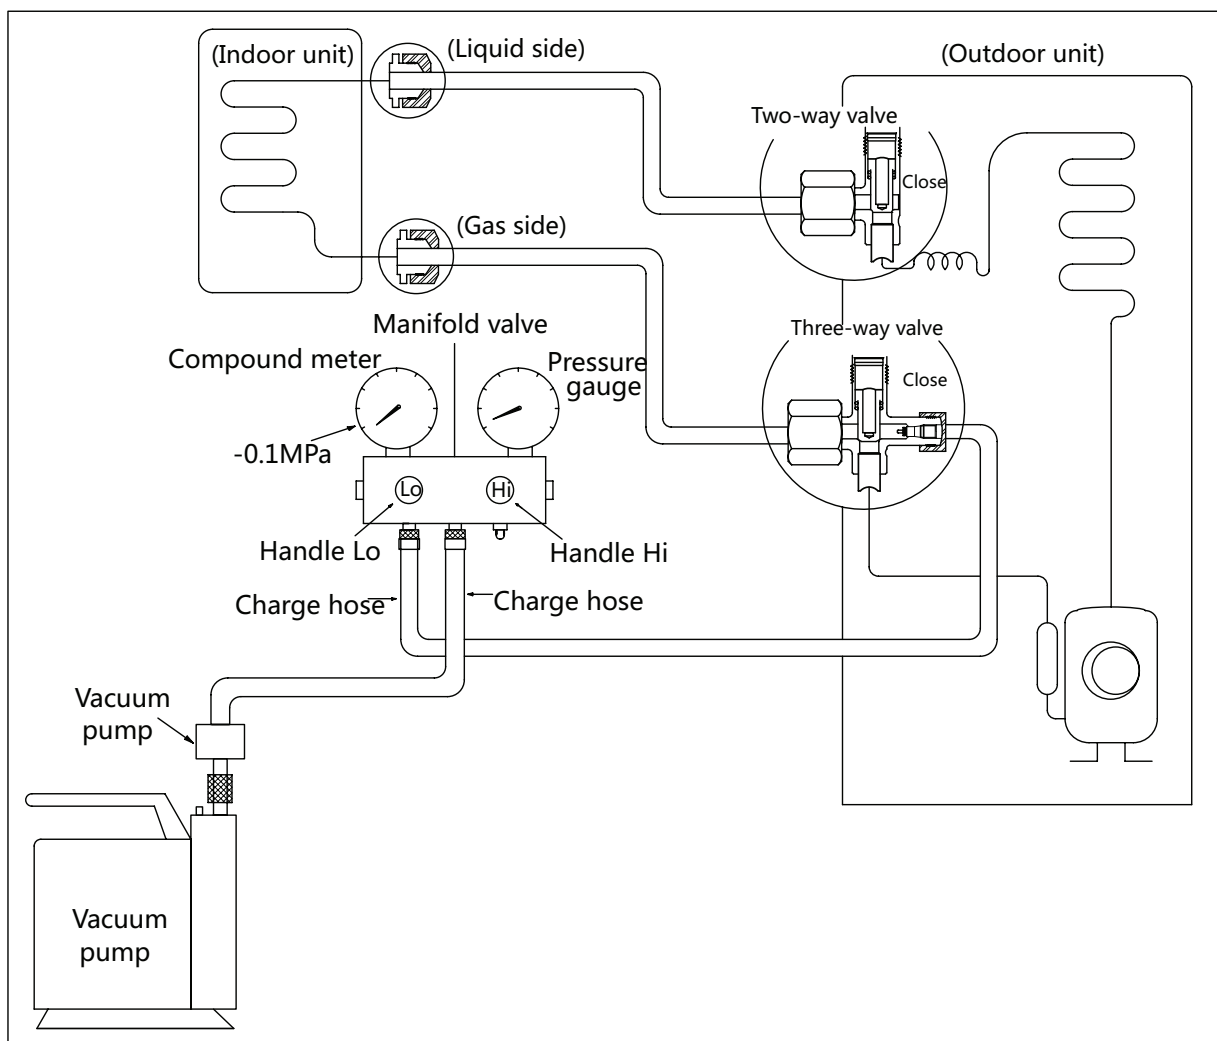 (Indoor unit)
(Liquid side)
(Outdoor unit)
Two-way valve
Close
(Gas side)
Manifold valve
Three-way valve
Compound meter
Pressure
gauge
Close
-0.1MPa
Lo
Hi
Handle Lo
Handle Hi
Charge hose
Charge hose
Vacuum
pump
Vacuum
pump